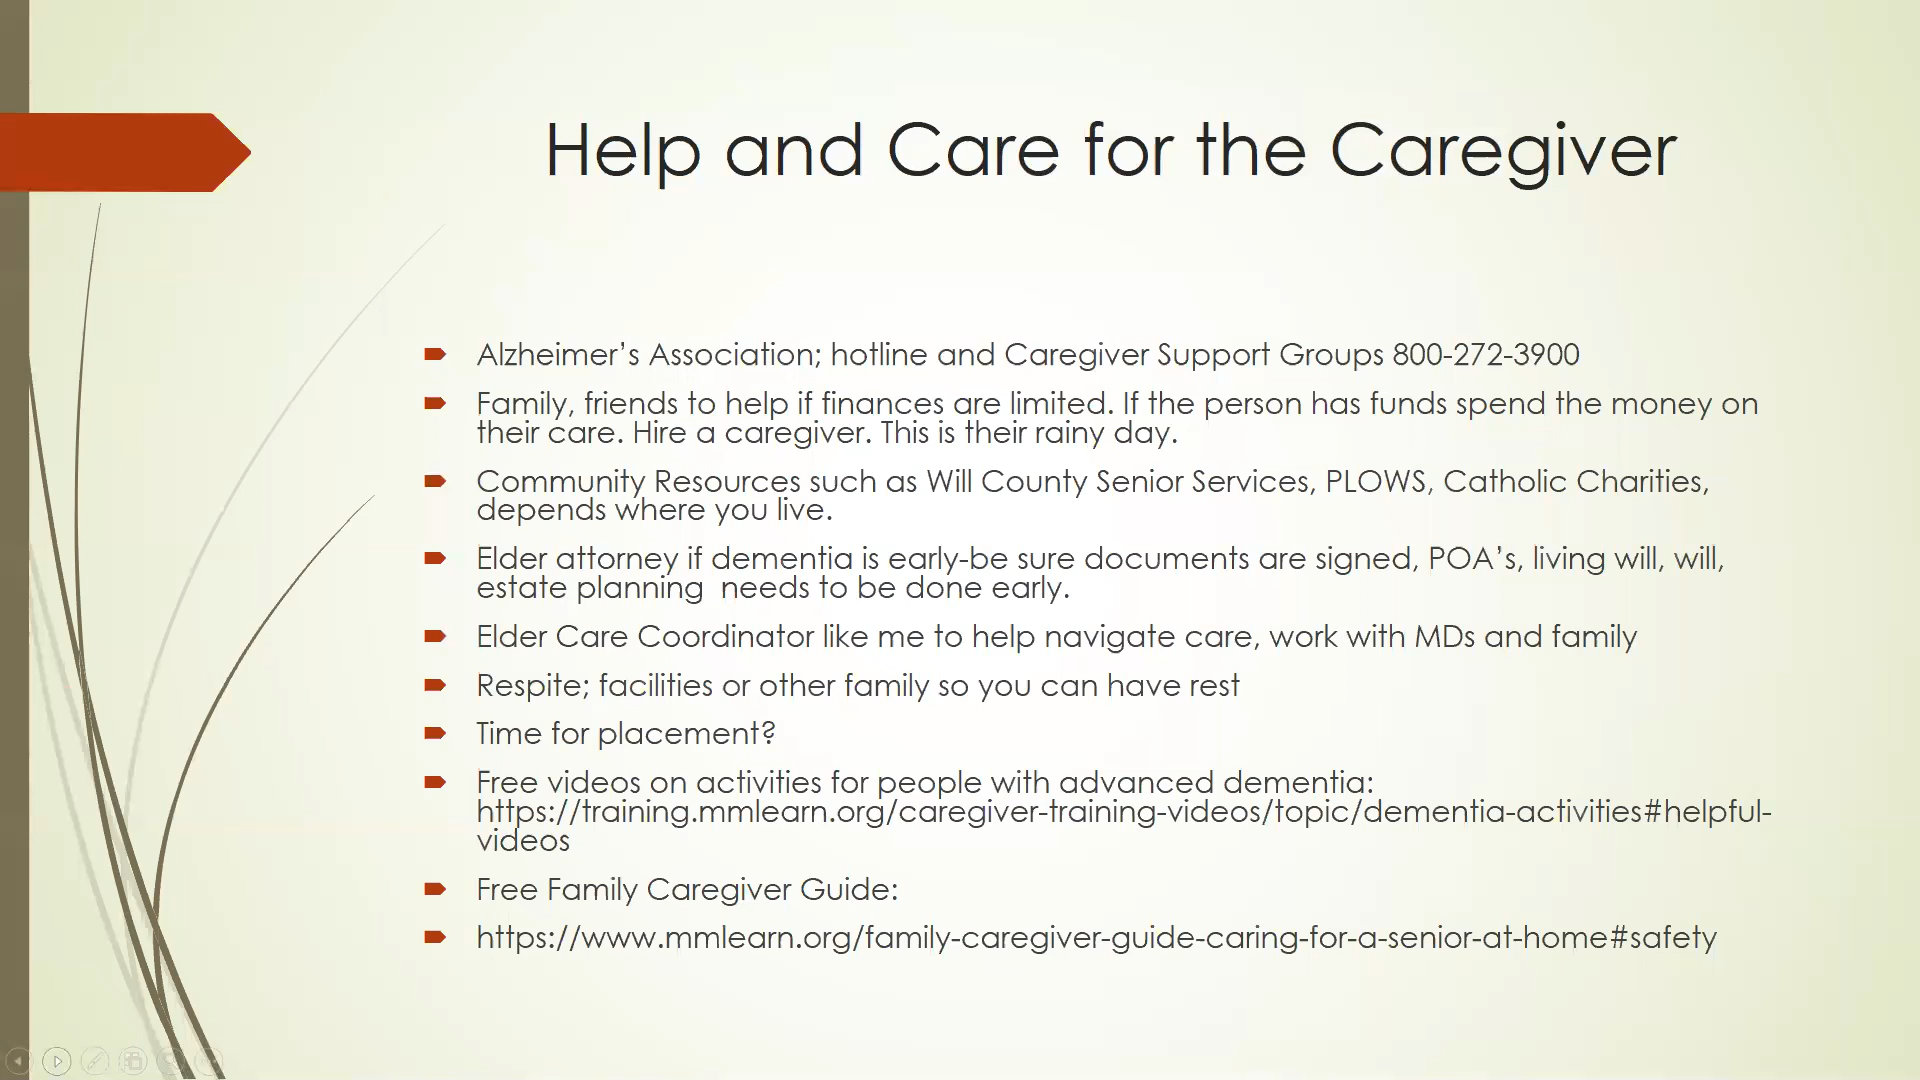 Help and Care for the Caregiver
Alzheimer’s Association; hotline and Caregiver Support Groups 800-272-3900
Family, friends to help if finances are limited. If the person has funds spend the money on
their care. Hire a caregiver. This is their rainy day.
Community Resources such as Will County Senior Services, PLOWS, Catholic Charities,
depends where you live.
Elder attorney if dementia is early-be sure documents are signed, POA’s, living will, will,
estate planning  needs to be done early.
Elder Care Coordinator like me to help navigate care, work with MDs and family
Respite; facilities or other family so you can have rest
Time for placement?
Free videos on activities for people with advanced dementia:
https://training.mmlearn.org/caregiver-training-videos/topic/dementia-activities#helpful-
videos
Free Family Caregiver Guide:
https://www.mmlearn.org/family-caregiver-guide-caring-for-a-senior-at-home#safety